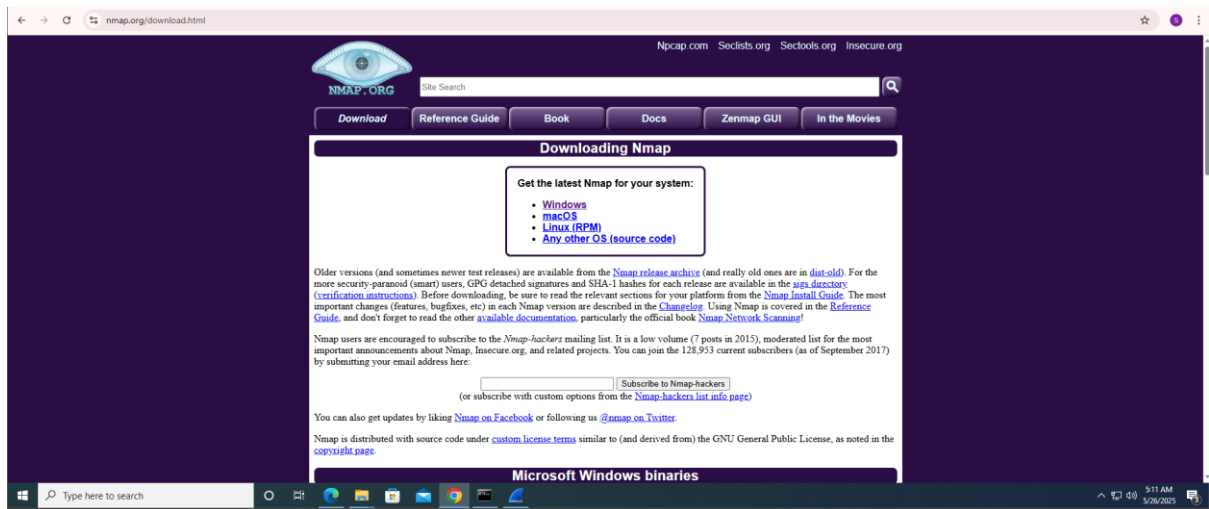 nmap.org/download.html
S
Npcap.com Seclists.org Sectools.org Insecure.org
NMAP.ORG
Site Search
Download Reference Guide Book Docs Zenmap GUI In the Movies
Downloading Nmap
Get the latest Nmap for your system:
• Windows
• macOS
• Linux (RPM)
• Any other OS (source code)
Older versions (and sometimes newer test releases) are available from the Nmap release archive (and really old ones are in dist-old). For the
more security-paranoid (smart) users, GPG detached signatures and SHA-1 hashes for each release are available in the sigs directory
(verification instructions). Before downloading, be sure to read the relevant sections for your platform from the Nmap Install Guide. The most
important changes (features, bugfixes, etc) in each Nmap version are described in the Changelog. Using Nmap is covered in the Reference
Guide, and don't forget to read the other available documentation, particularly the official book Nmap Network Scanning!
Nmap users are encouraged to subscribe to the Nmap-hackers mailing list. It is a low volume (7 posts in 2015), moderated list for the most
important announcements about Nmap, Insecure.org, and related projects. You can join the 128,953 current subscribers (as of September 2017)
by submitting your email address here:
Subscribe to Nmap-hackers
(or subscribe with custom options from the Nmap-hackers list info page)
You can also get updates by liking Nmap on Facebook or following us @nmap on Twitter.
Nmap is distributed with source code under custom license terms similar to (and derived from) the GNU General Public License, as noted in the
copyright page.
Microsoft Windows binaries
Type here to search
5:11 AM
5/26/2025